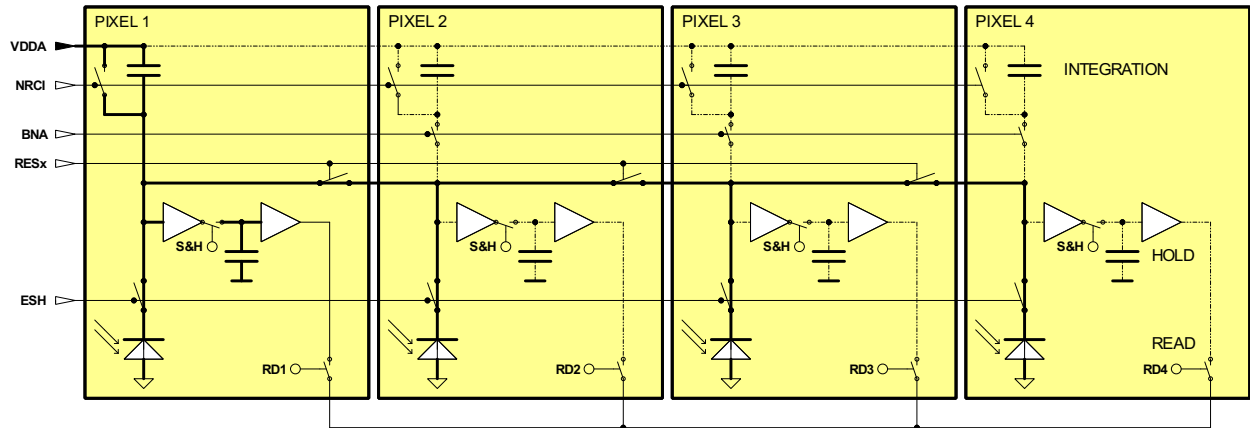 PIXEL 1
PIXEL 2
PIXEL 3
PIXEL 4
VDDA
NRCI
INTEGRATION
BNA
RESx
S&H
S&H
S&H
S&H
HOLD
ESH
READ
RD1
RD2
RD3
RD4